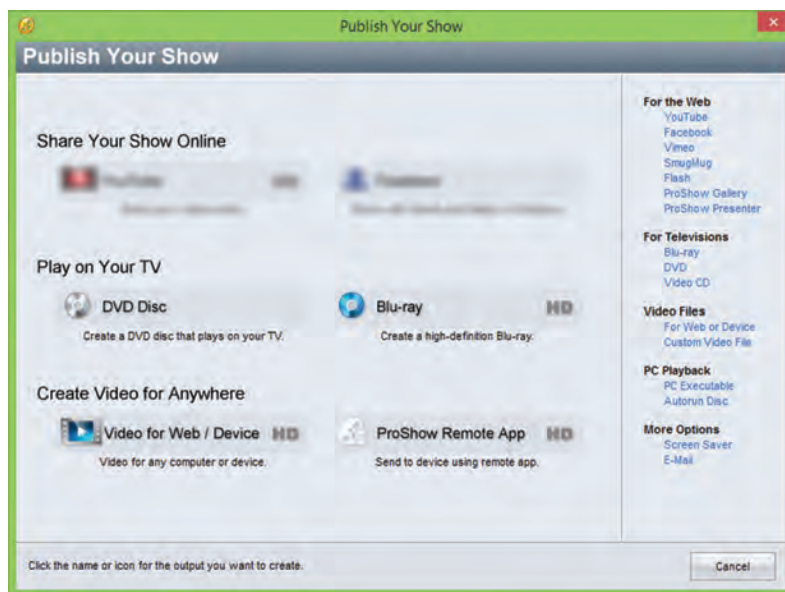 Publish Your Show
Publish Your Show
Share Your Show Online
Play on Your TV
DVD Disc
Create a DVD disc that plays on your TV.
Blu-ray
HD
Create a high-definition Blu-ray.
Create Video for Anywhere
Video for Web / Device
HD
Video for any computer or device.
ProShow Remote App
HD
Send to device using remote app.
For the Web
YouTube
Facebook
Vimeo
SmugMug
Flash
ProShow Gallery
ProShow Presenter
For Televisions
Blu-ray
DVD
Video CD
Video Files
For Web or Device
Custom Video File
PC Playback
PC Executable
Autorun Disc
More Options
Screen Saver
E-Mail
Click the name or icon for the output you want to create.
Cancel